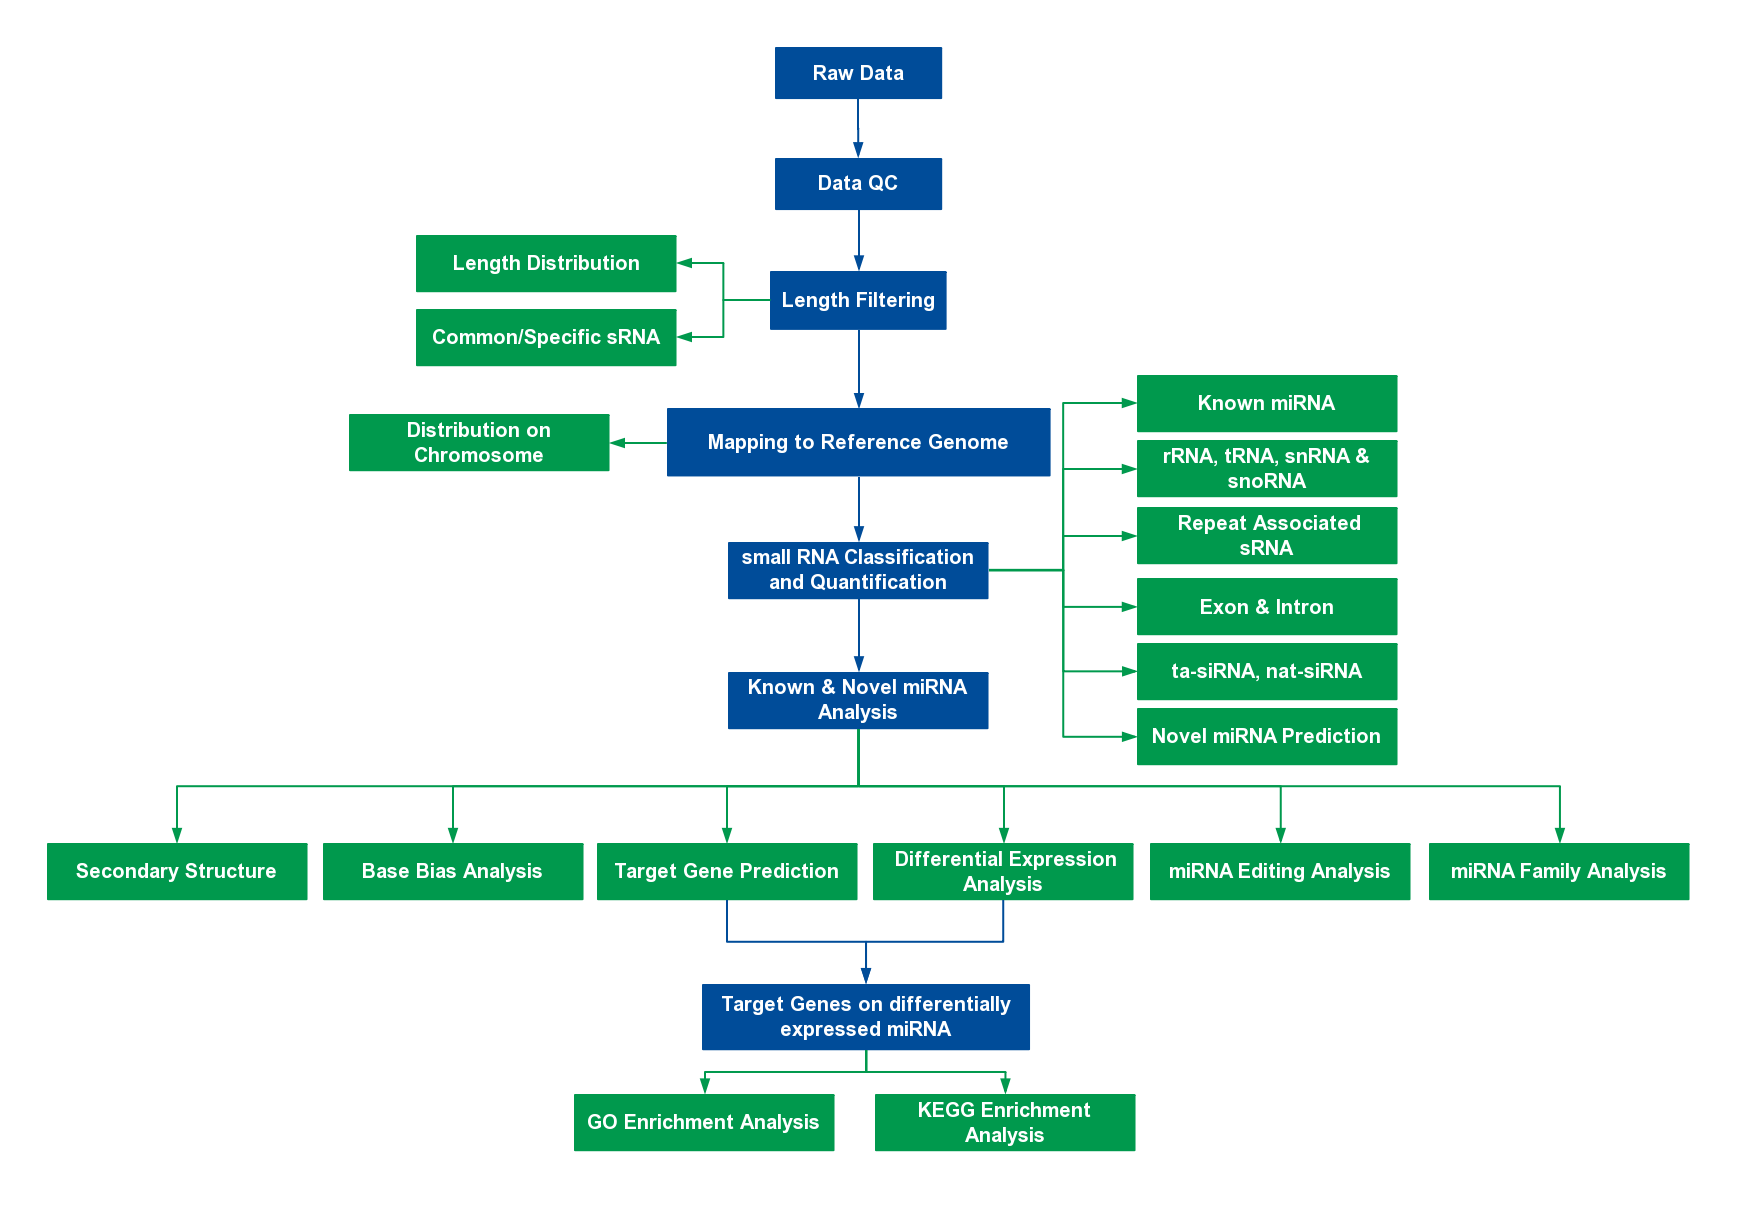 Raw Data
Data QC
Length Distribution
Length Filtering
Common/Specific sRNA
Known miRNA
Distribution on
Chromosome
Mapping to Reference Genome
rRNA, tRNA, snRNA &
snoRNA
Repeat Associated
sRNA
small RNA Classification
and Quantification
Exon & Intron
ta-siRNA, nat-siRNA
Known & Novel miRNA
Analysis
Novel miRNA Prediction
Secondary Structure
Base Bias Analysis
Target Gene Prediction
Differential Expression
Analysis
miRNA Editing Analysis
miRNA Family Analysis
Target Genes on differentially
expressed miRNA
GO Enrichment Analysis
KEGG Enrichment
Analysis